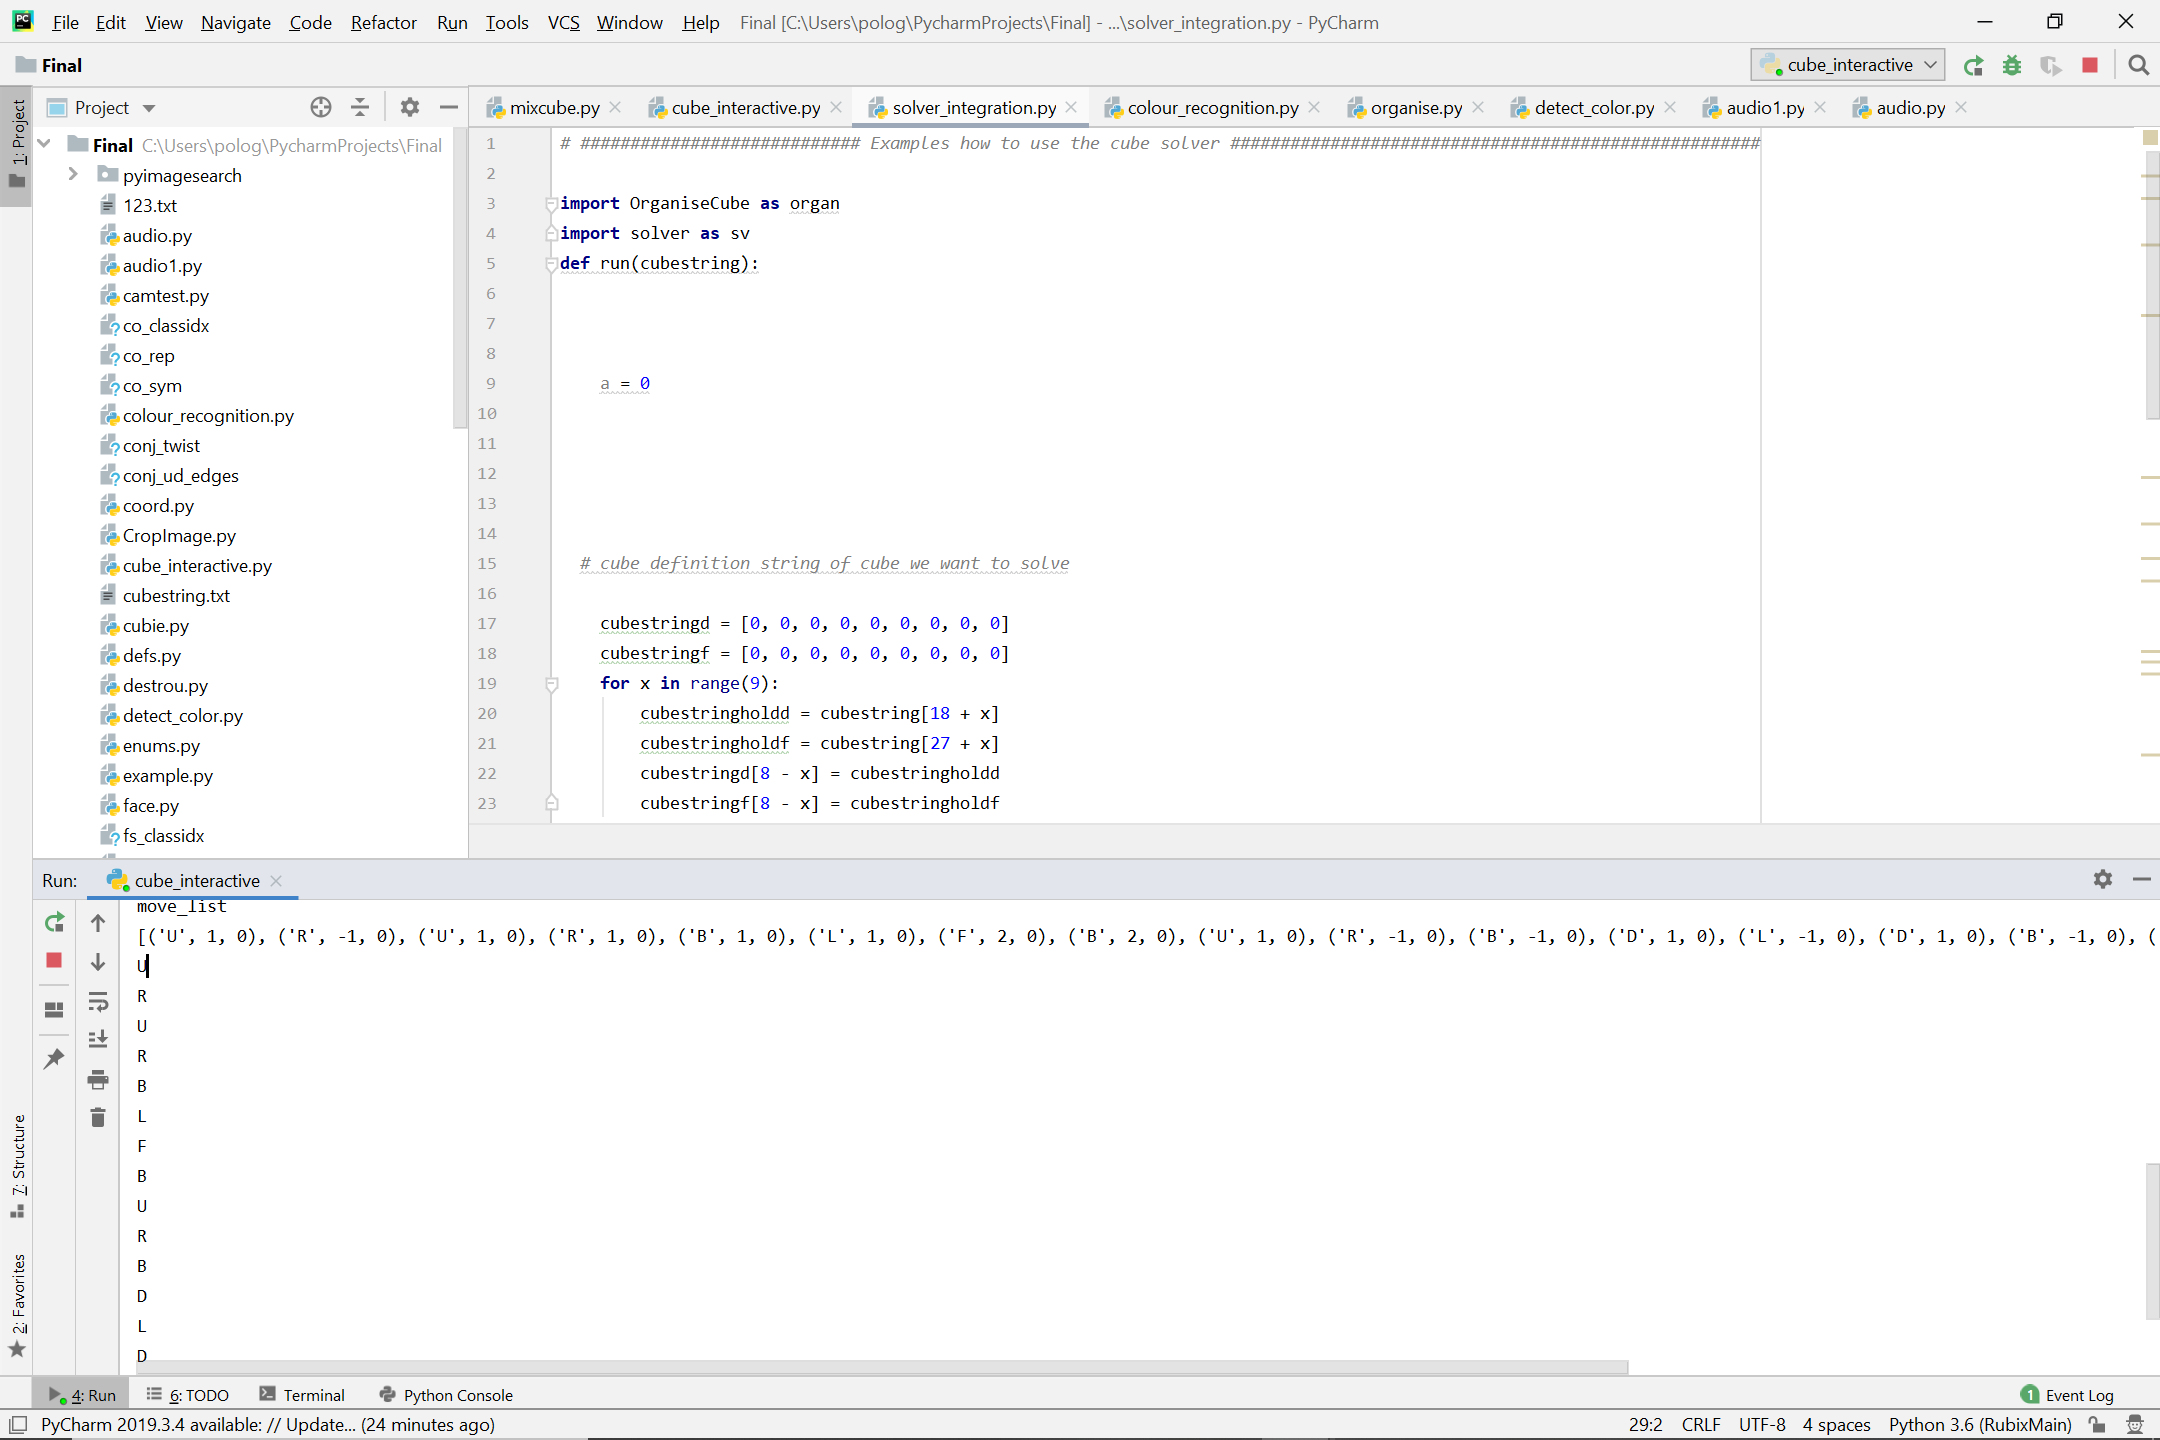 File Edit View Navigate Code Refactor Run Tools VCS Window Help Final [C:\Users\polog\PycharmProjects\Final] - ...\solver_integration.py - PyCharm
Final
cube_interactive
1: Project
Project
mixcube.py cube_interactive.py solver_integration.py colour_recognition.py organise.py detect_color.py audio1.py audio.py
Final C:\Users\polog\PycharmProjects\Final
pyimagesearch
123.txt
audio.py
audio1.py
camtest.py
co_classidx
co_rep
co_sym
colour_recognition.py
conj_twist
conj_ud_edges
coord.py
CropImage.py
cube_interactive.py
cubestring.txt
cubie.py
defs.py
destrou.py
detect_color.py
enums.py
example.py
face.py
fs_classidx
1 # ############################ Examples how to use the cube solver #####################################################
2
3 import OrganiseCube as organ
4 import solver as sv
5 def run(cubestring):
6
7
8
9 a = 0
10
11
12
13
14
15 # cube definition string of cube we want to solve
16
17 cubestringd = [0, 0, 0, 0, 0, 0, 0, 0, 0]
18 cubestringf = [0, 0, 0, 0, 0, 0, 0, 0, 0]
19 for x in range(9):
20 cubestringholdd = cubestring[18 + x]
21 cubestringholdf = cubestring[27 + x]
22 cubestringd[8 - x] = cubestringholdd
23 cubestringf[8 - x] = cubestringholdf
Run: cube_interactive
move_list
[('U', 1, 0), ('R', -1, 0), ('U', 1, 0), ('R', 1, 0), ('B', 1, 0), ('L', 1, 0), ('F', 2, 0), ('B', 2, 0), ('U', 1, 0), ('R', -1, 0), ('B', -1, 0), ('D', 1, 0), ('L', -1, 0), ('D', 1, 0), ('B', -1, 0), (
U
R
U
R
B
L
F
B
U
R
B
D
L
D
7: Structure
2: Favorites
4: Run 6: TODO Terminal Python Console 1 Event Log
PyCharm 2019.3.4 available: // Update... (24 minutes ago) 29:2 CRLF UTF-8 4 spaces Python 3.6 (RubixMain)